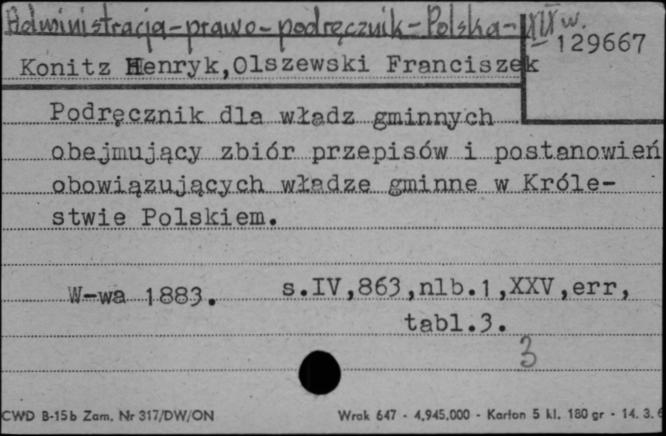 Administracja-prawo-podręcznik-Polska-XIX w.
129667
Konitz Henryk,Olszewski Franciszek
Podręcznik dla władz gminnych
obejmujący zbiór przepisów i postanowień
obowiązujących władze gminne w Króle-
stwie Polskiem.
W-wa 1883.
s.IV,863,nlb.1,XXV,err,
tabl.3.
3
CWD B-15b Zam. Nr 317/DW/ON
Wrak 647 - 4,945.000 - Karton 5 kl. 180 gr - 14. 3. 6